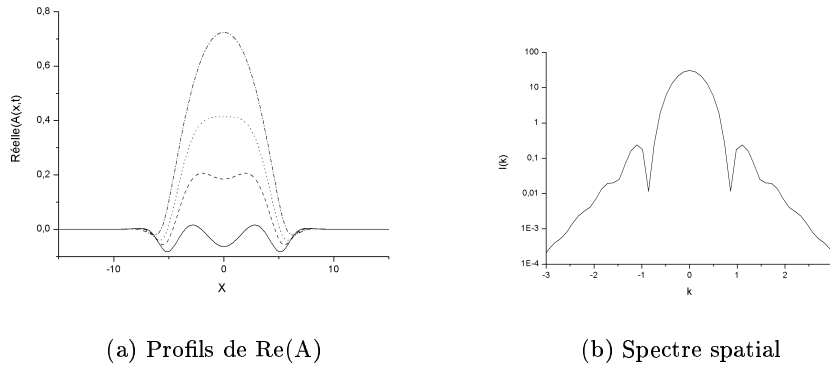 0,8
0,6
0,4
0,2
0,0
Réelle(A(x,t)
-10
0
10
X
(a) Profils de Re(A)
100
10
1
0,1
0,01
1E-3
1E-4
I(k)
-3
-2
-1
0
1
2
3
k
(b) Spectre spatial